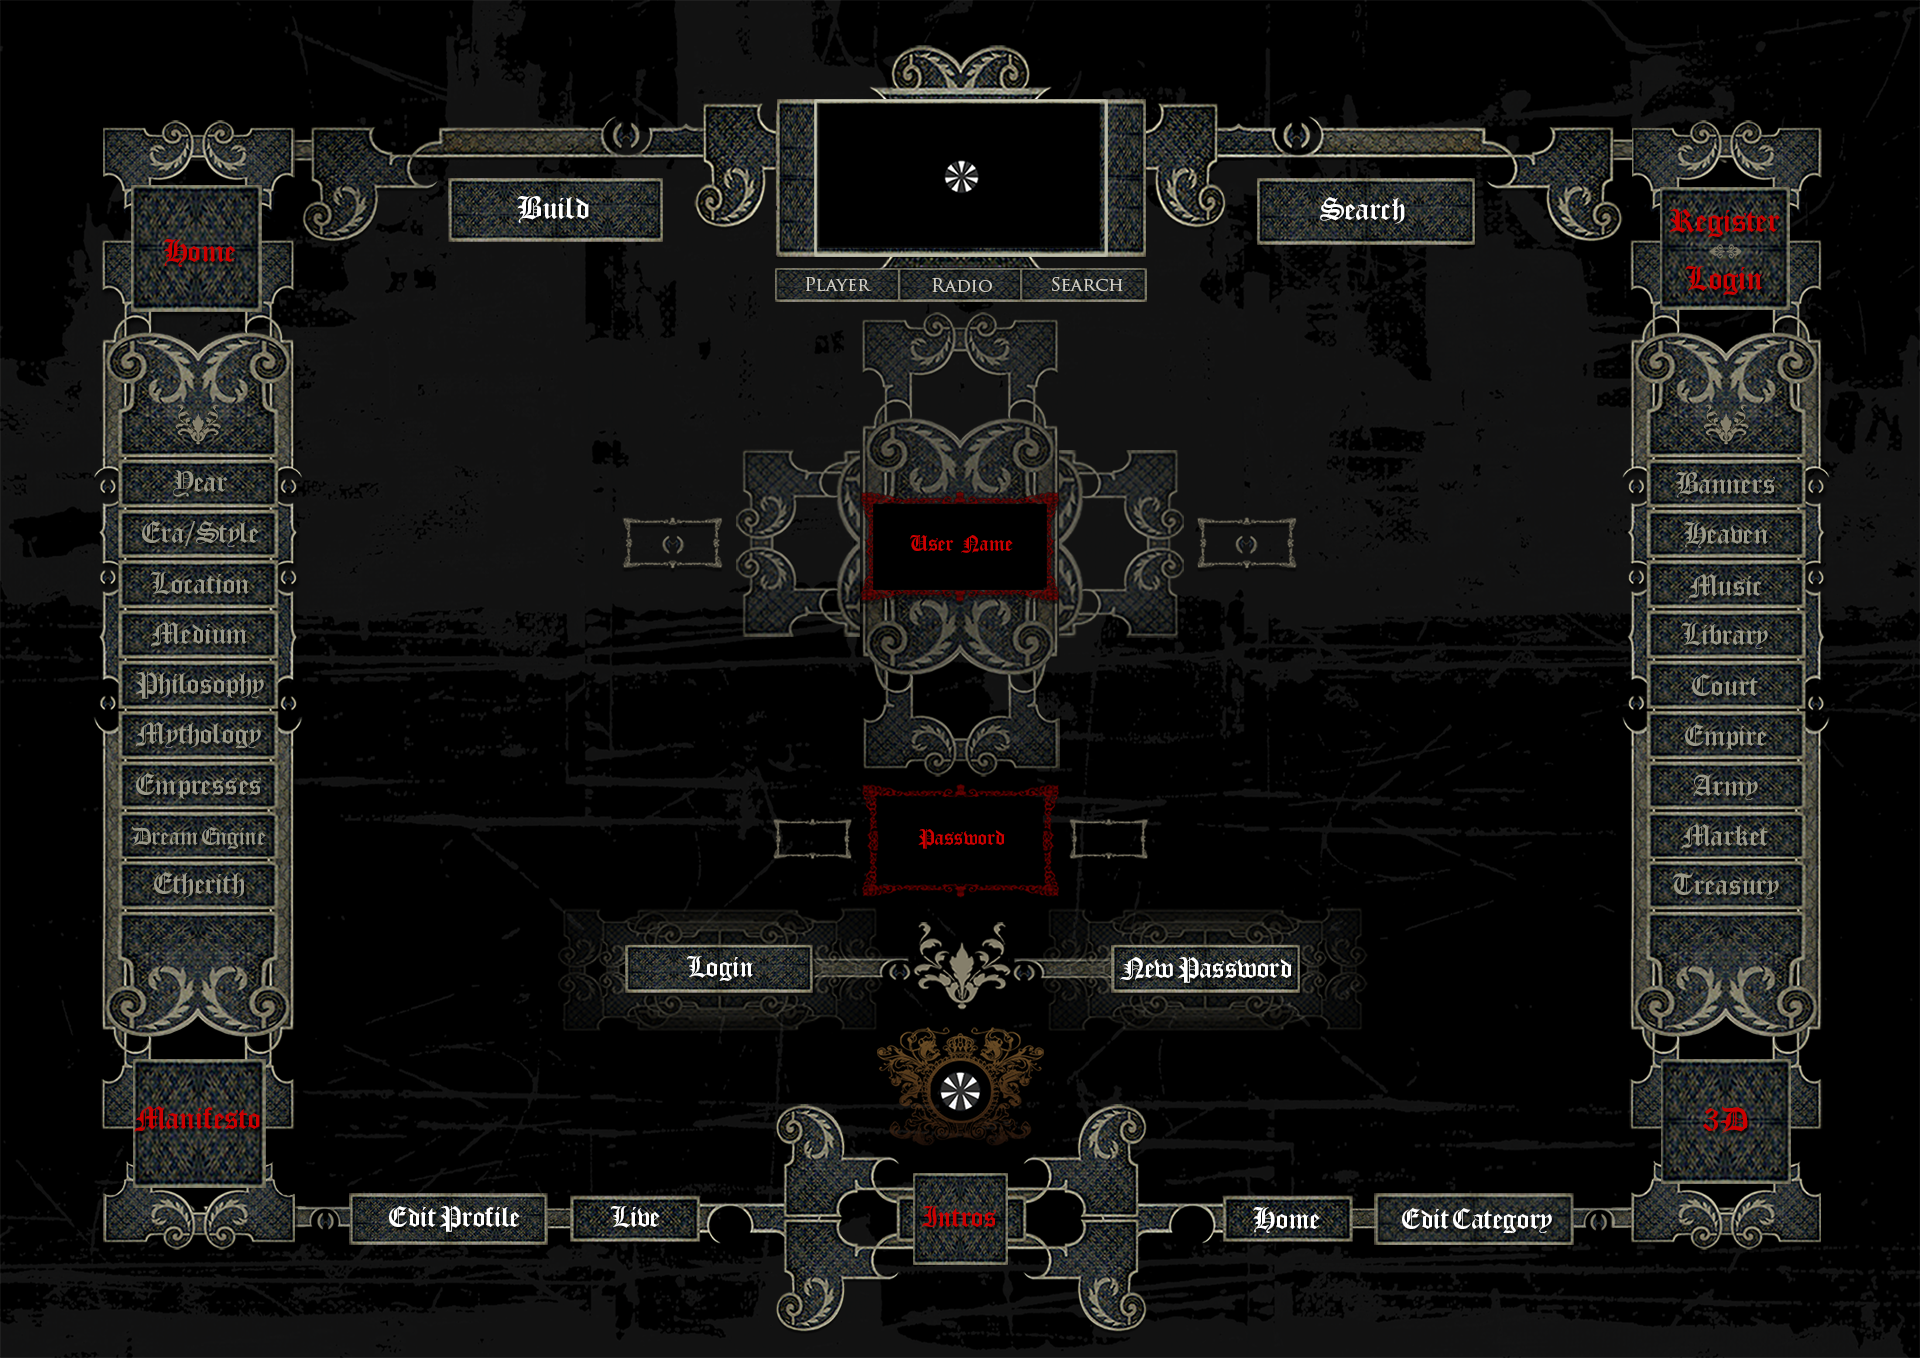 Build
Search
Home
Register
Login
Player
Radio
Search
Year
Era/Style
Location
Medium
Philosophy
Mythology
Empresses
Dream Engine
Etherith
Manifesto
User Name
Password
Login
New Password
Banners
Heaven
Music
Library
Court
Empire
Army
Market
Treasury
3D
Edit Profile
Live
Intros
Home
Edit Category